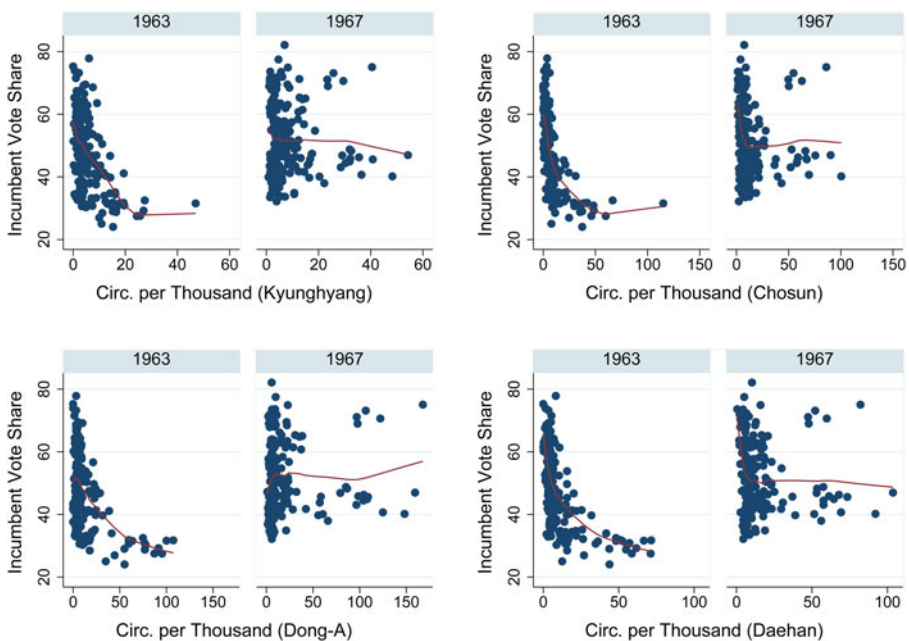 1963 1967
Incumbent Vote Share
80
60
40
20
0 20 40 60 0 20 40 60
Circ. per Thousand (Kyunghyang)
1963 1967
Incumbent Vote Share
80
60
40
20
0 50 100 150 0 50 100 150
Circ. per Thousand (Chosun)
1963 1967
Incumbent Vote Share
80
60
40
20
0 50 100 150 0 50 100 150
Circ. per Thousand (Dong-A)
1963 1967
Incumbent Vote Share
80
60
40
20
0 50 100 0 50 100
Circ. per Thousand (Daehan)